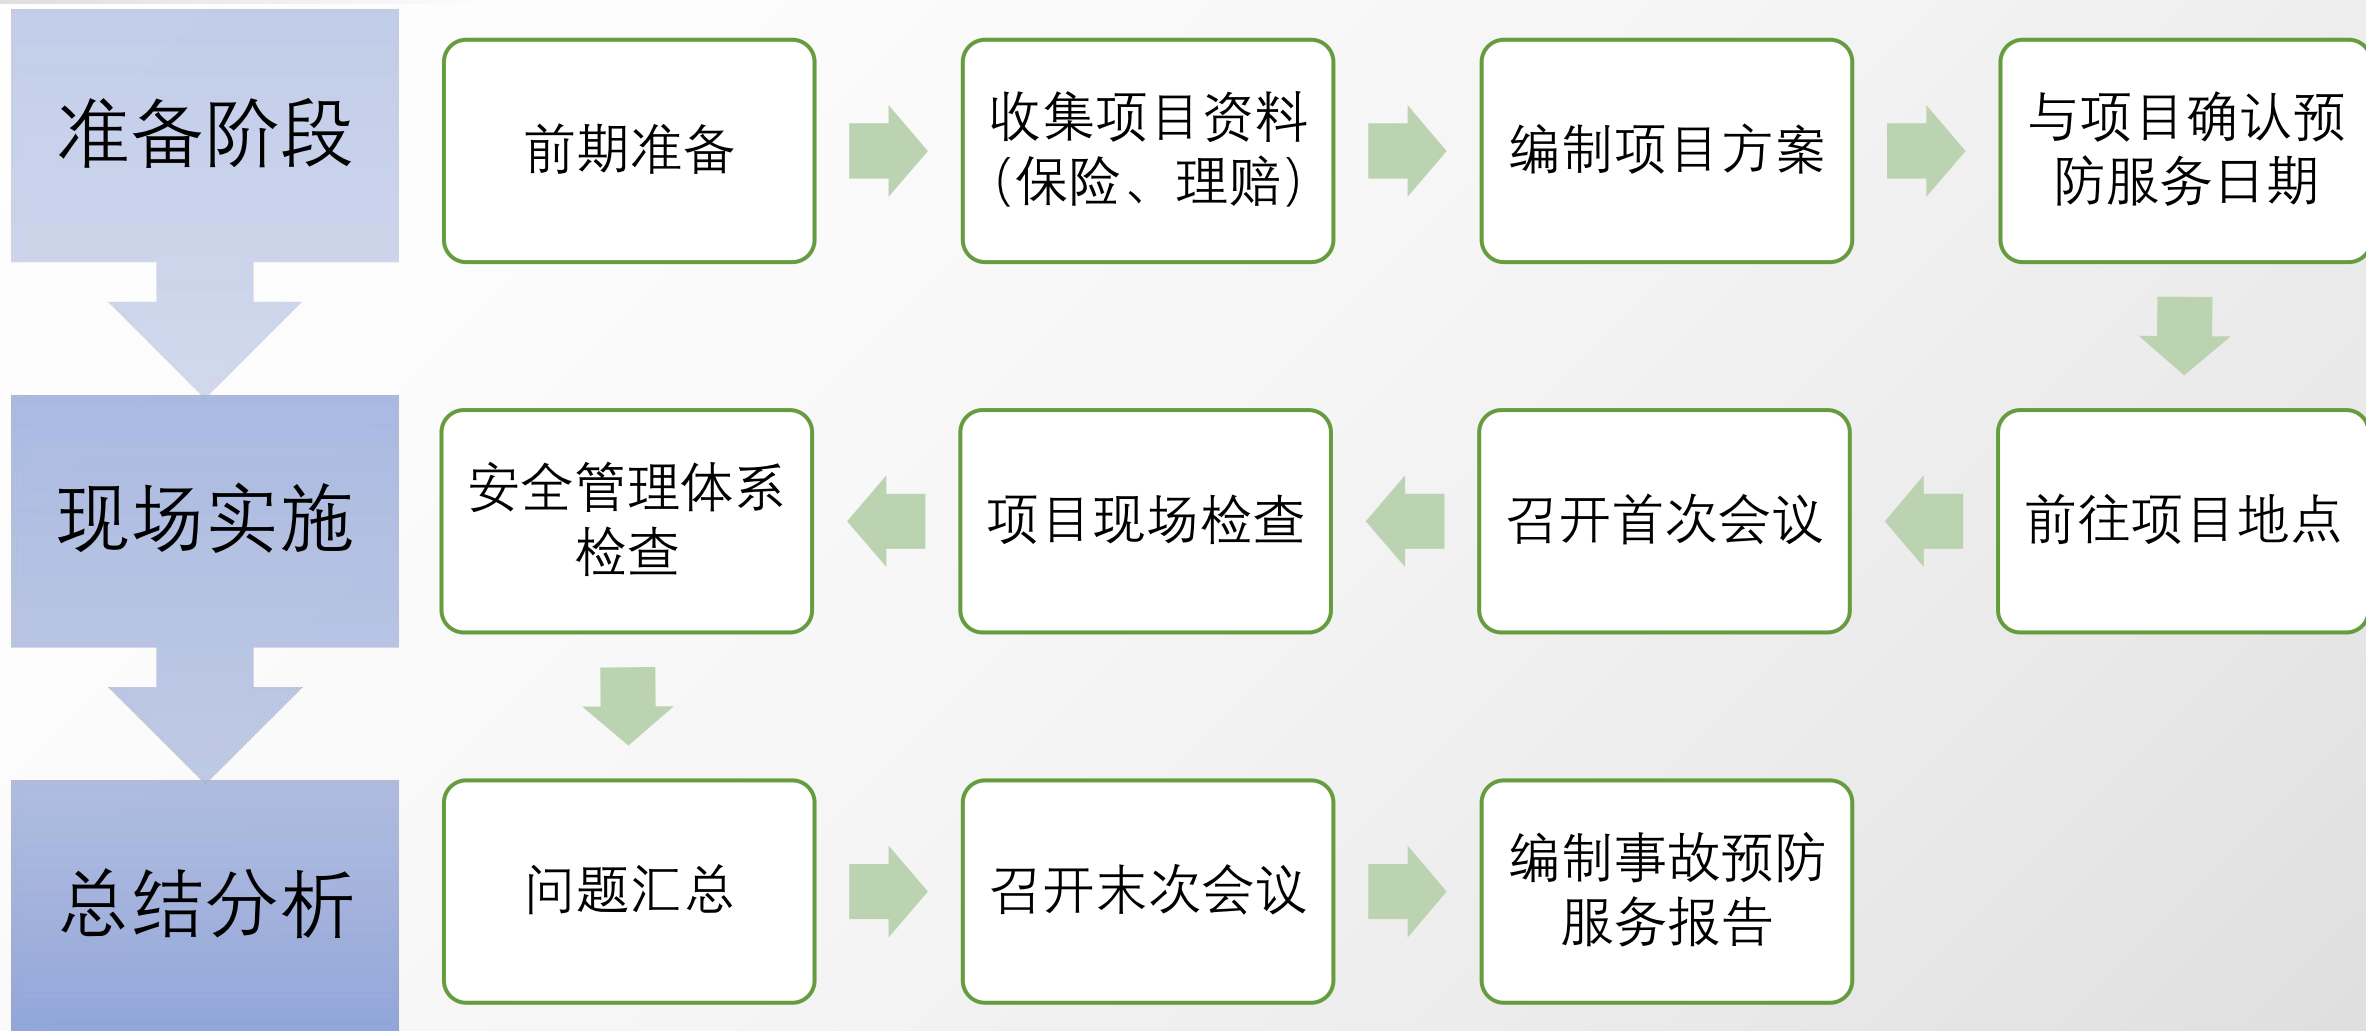 准备阶段
前期准备
收集项目资料
（保险、理赔）
编制项目方案
与项目确认预
防服务日期
现场实施
安全管理体系
检查
项目现场检查
召开首次会议
前往项目地点
总结分析
问题汇总
召开末次会议
编制事故预防
服务报告